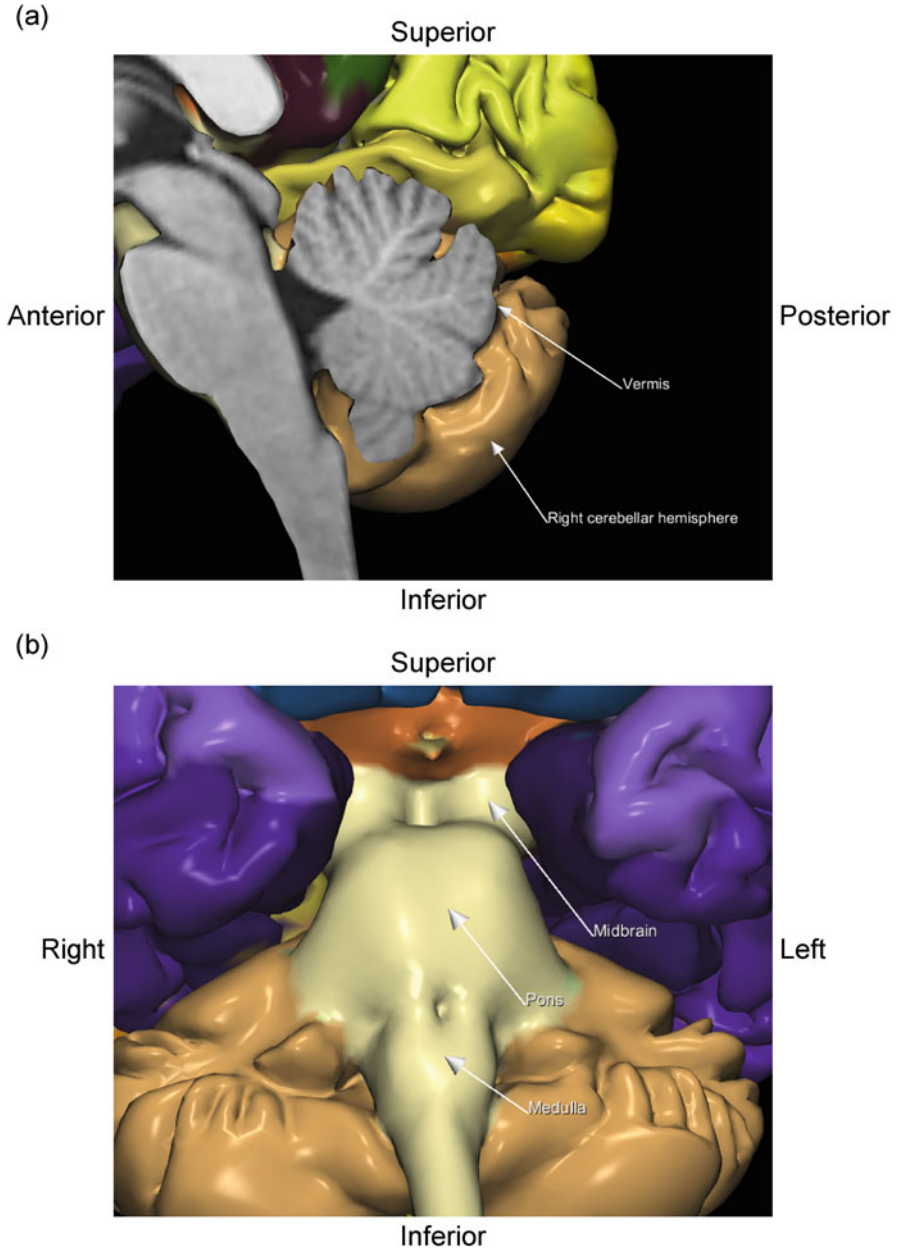 (a)
Superior
Anterior
Posterior
Vermis
Right cerebellar hemisphere
Inferior
(b)
Superior
Midbrain
Right
Left
Pons
Medulla
Inferior